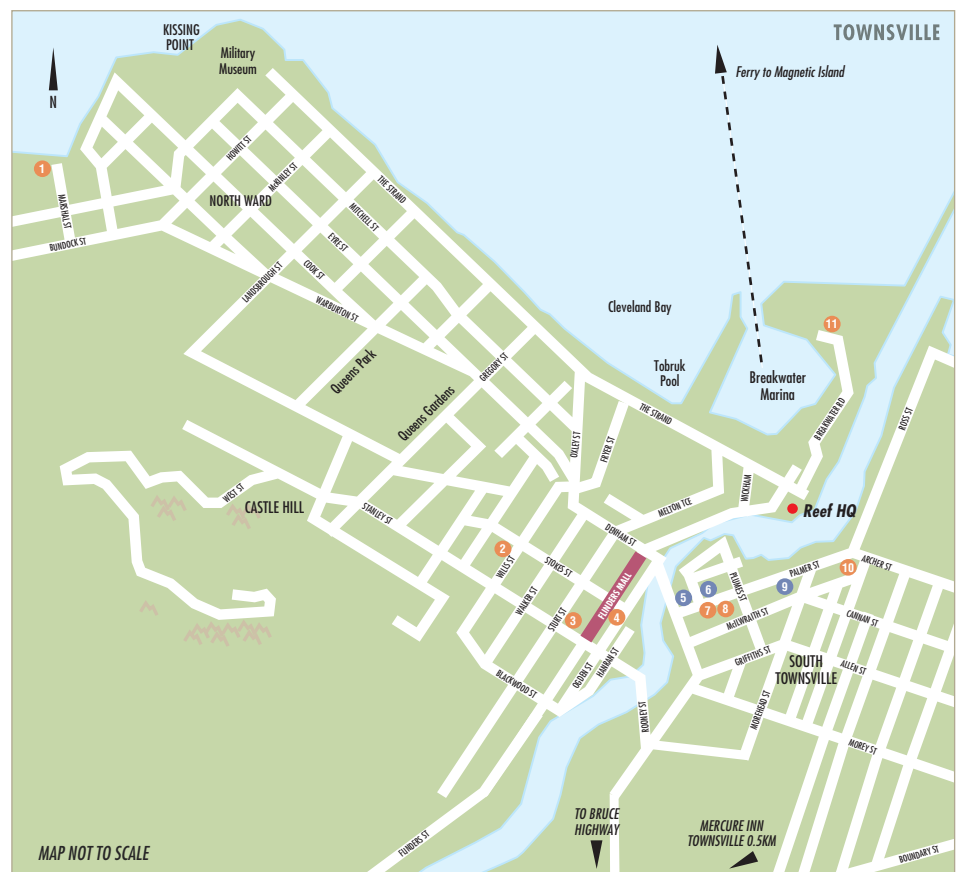 TOWNSVILLE
KISSING
POINT
Military
Museum
N
Ferry to Magnetic Island
1
MARSHAL ST
BUNDOCK ST
HOWITT ST
McKINLEY ST
NORTH WARD
THE STRAND
MITCHELL ST
EYRE ST
COOK ST
LANDSBROUGH ST
WARBURTON ST
Cleveland Bay
11
Queens Park
Queens Gardens
GREGORY ST
Tobruk
Pool
Breakwater
Marina
BREAKWATER RD
ROSS ST
THE STRAND
OXLEY ST
FRYER ST
WEST ST
CASTLE HILL
STANLEY ST
WICKHAM
MELTON TCE
Reef HQ
DENHAM ST
2
WILLS ST
STOKES ST
WALKER ST
STURT ST
3
FLINDERS MALL
4
5
6
7
8
PLUMES ST
PALMER ST
9
10
ARCHER ST
McILWRAITH ST
CANNAN ST
GRIFFITHS ST
SOUTH
TOWNSVILLE
ALLEN ST
BLACKWOOD ST
OGDEN ST
HANRAN ST
ROONEY ST
MOREHEAD ST
MOREY ST
FLINDERS ST
TO BRUCE
HIGHWAY
MERCURE INN
TOWNSVILLE 0.5KM
BOUNDARY ST
MAP NOT TO SCALE